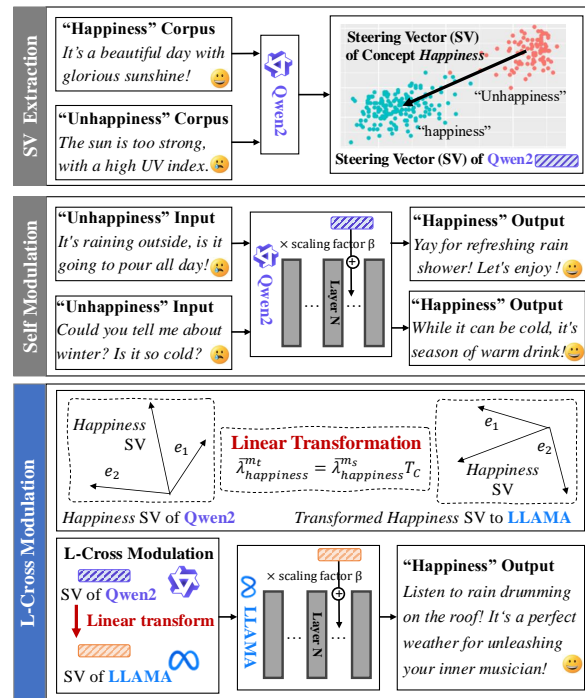 SV Extraction
“Happiness” Corpus
It's a beautiful day with
glorious sunshine!
“Unhappiness” Corpus
The sun is too strong,
with a high UV index.
Qwen2
Steering Vector (SV)
of Concept Happiness
“Unhappiness”
“happiness”
Steering Vector (SV) of Qwen2
Self Modulation
“Unhappiness” Input
It's raining outside, is it
going to pour all day!
“Unhappiness” Input
Could you tell me about
winter? Is it so cold?
Qwen2
× scaling factor β
... Layer N ...
“Happiness” Output
Yay for refreshing rain
shower! Let's enjoy !
“Happiness” Output
While it can be cold, it's
season of warm drink!
L-Cross Modulation
Happiness
SV
e₁
e₂
Happiness SV of Qwen2
Linear Transformation
λ̄^{m_t}_{happiness} = λ̄^{m_s}_{happiness} T_C
e₁
e₂
Happiness
SV
Transformed Happiness SV to LLAMA
L-Cross Modulation
SV of Qwen2
Linear transform
SV of LLAMA
LLAMA
× scaling factor β
... Layer N ...
“Happiness” Output
Listen to rain drumming
on the roof! It's a perfect
weather for unleashing
your inner musician!